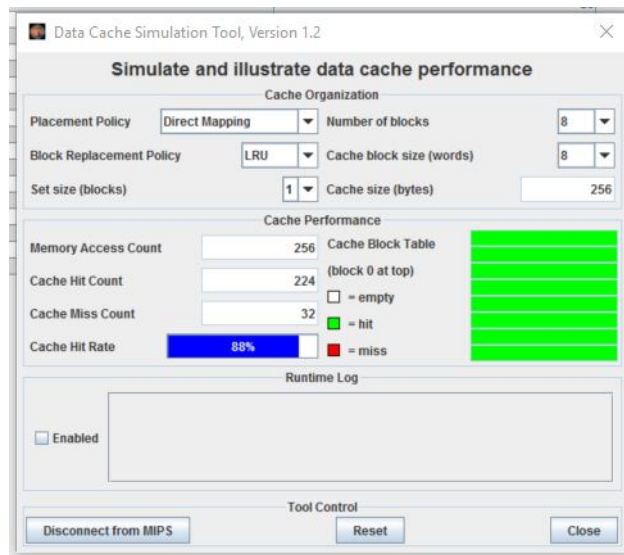 Data Cache Simulation Tool, Version 1.2
Simulate and illustrate data cache performance
Cache Organization
Placement Policy Direct Mapping Number of blocks 8
Block Replacement Policy LRU Cache block size (words) 8
Set size (blocks) 1 Cache size (bytes) 256
Cache Performance
Memory Access Count 256 Cache Block Table
(block 0 at top)
Cache Hit Count 224
= empty
Cache Miss Count 32
= hit
Cache Hit Rate 88%
= miss
Runtime Log
Enabled
Tool Control
Disconnect from MIPS Reset Close